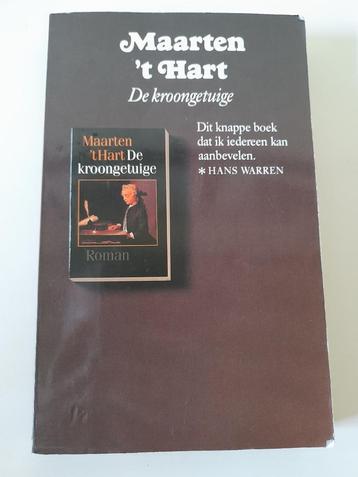 Maarten
't Hart
De kroongetuige
Dit knappe boek
dat ik iedereen kan
aanbevelen.
* HANS WARREN
Maarten
'tHart De
kroongetuige
Roman